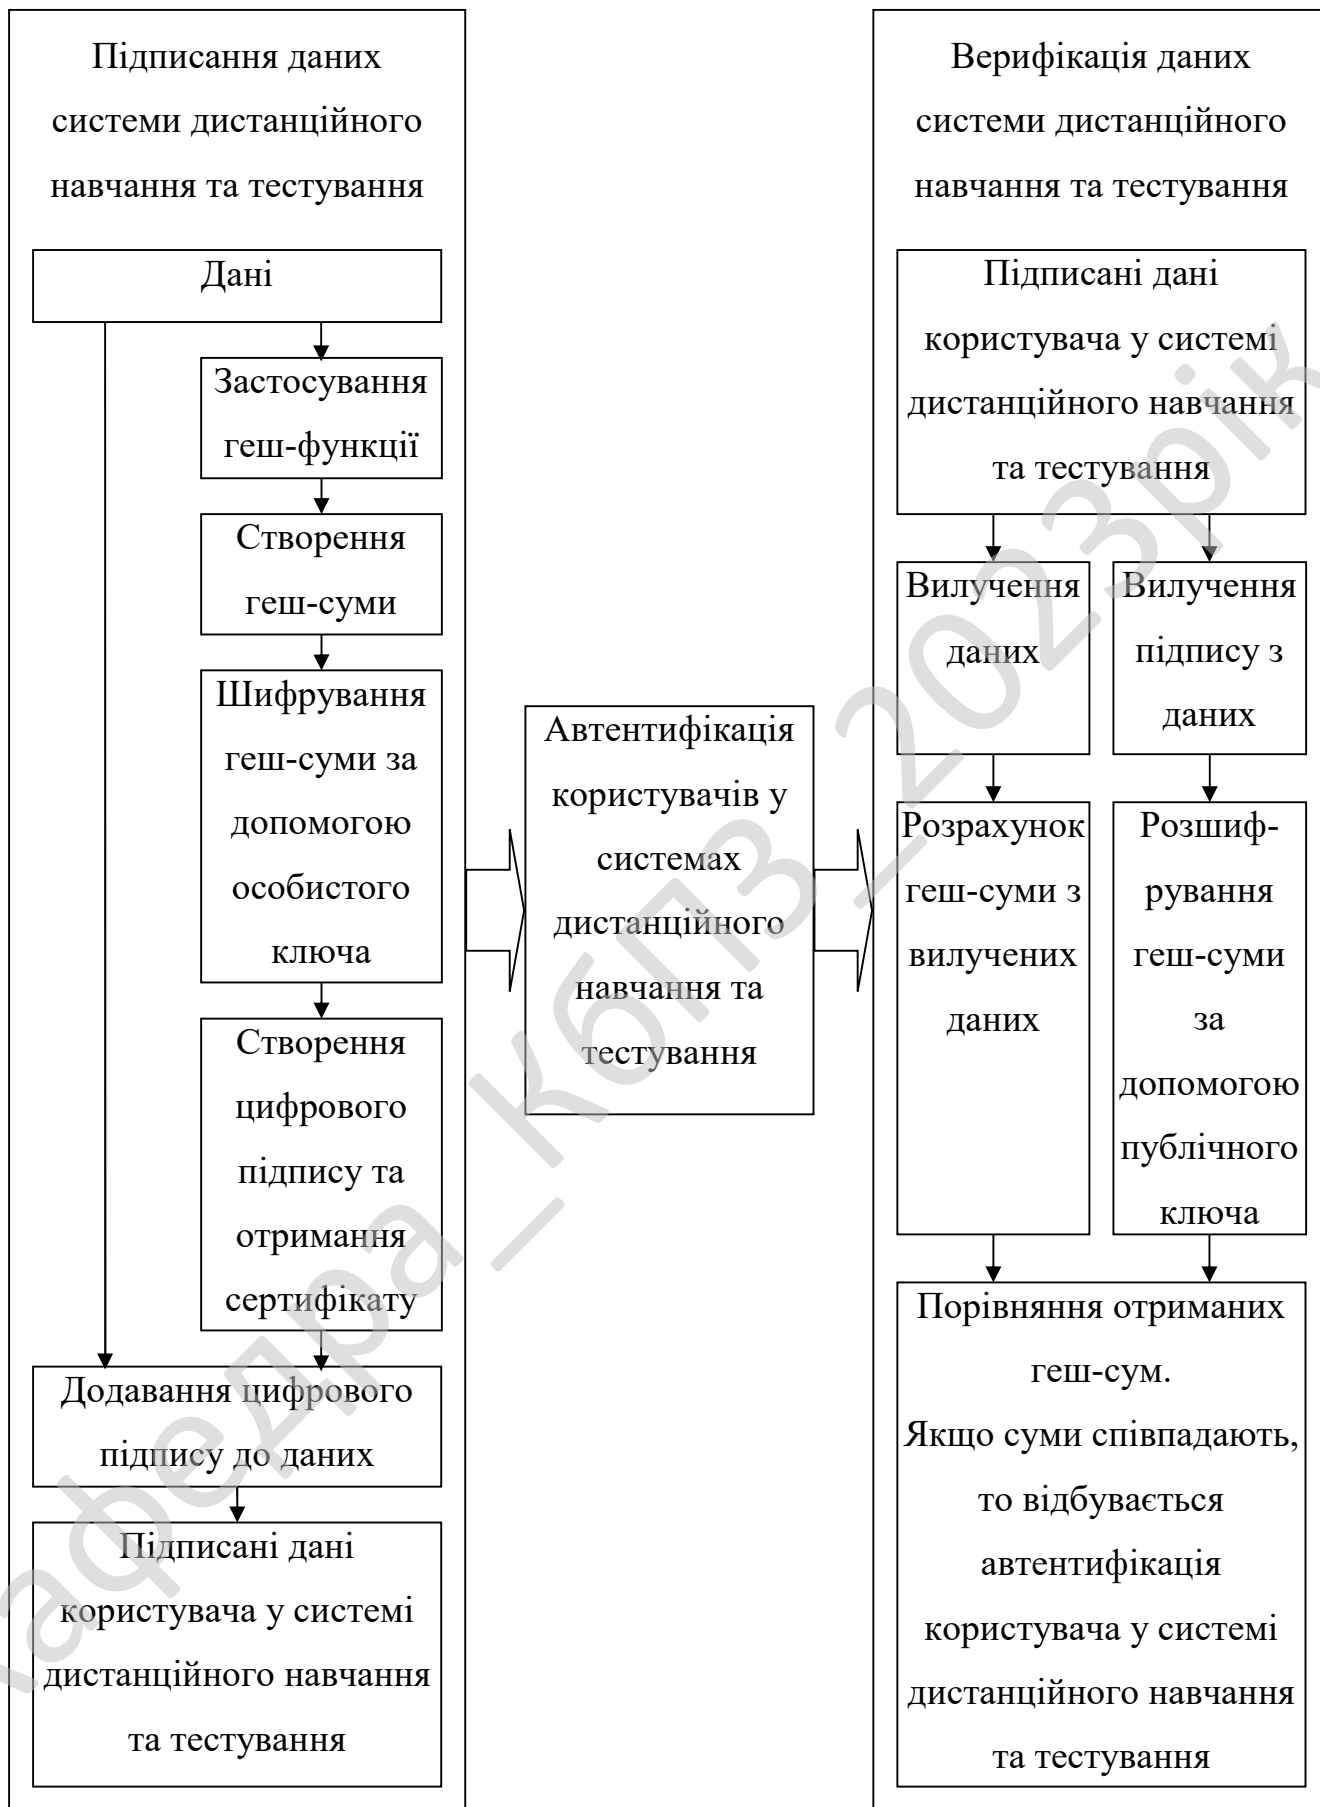 Підписання даних
системи дистанційного
навчання та тестування
Дані
Застосування
геш-функції
Створення
геш-суми
Шифрування
геш-суми за
допомогою
особистого
ключа
Створення
цифрового
підпису та
отримання
сертифікату
Додавання цифрового
підпису до даних
Підписані дані
користувача у системі
дистанційного навчання
та тестування
Автентифікація
користувачів у
системах
дистанційного
навчання та
тестування
Верифікація даних
системи дистанційного
навчання та тестування
Підписані дані
користувача у системі
дистанційного навчання
та тестування
Вилучення
даних
Вилучення
підпису з
даних
Розрахунок
геш-суми з
вилучених
даних
Розшиф-
рування
геш-суми
за
допомогою
публічного
ключа
Порівняння отриманих
геш-сум.
Якщо суми співпадають,
то відбувається
автентифікація
користувача у системі
дистанційного навчання
та тестування
кафедра_КбПЗ_2023рік